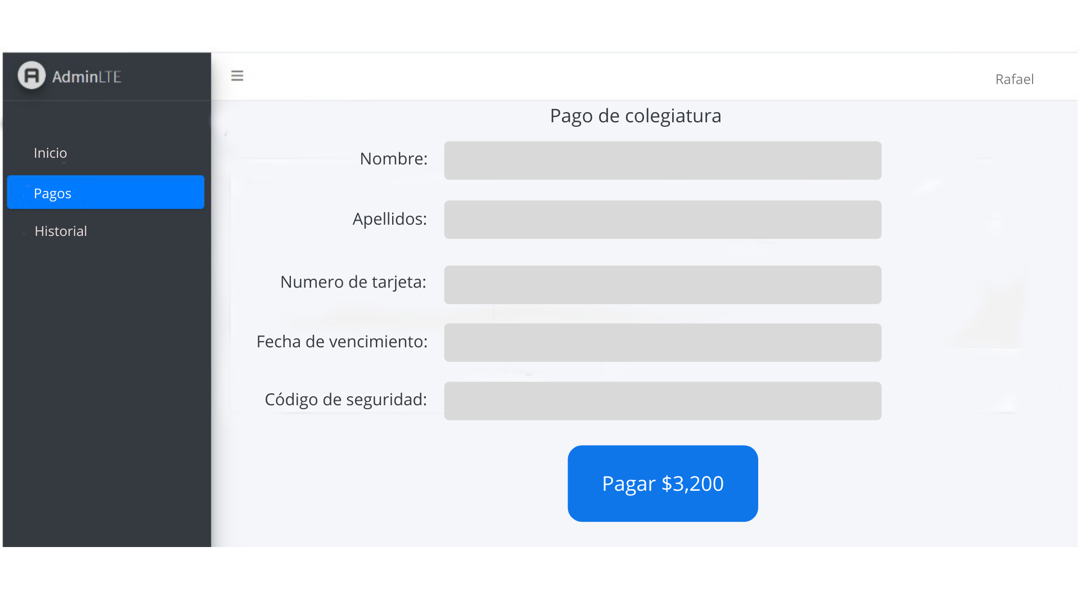 AdminLTE
Rafael
Inicio
Pagos
Historial
Pago de colegiatura
Nombre:
Apellidos:
Numero de tarjeta:
Fecha de vencimiento:
Código de seguridad:
Pagar $3,200